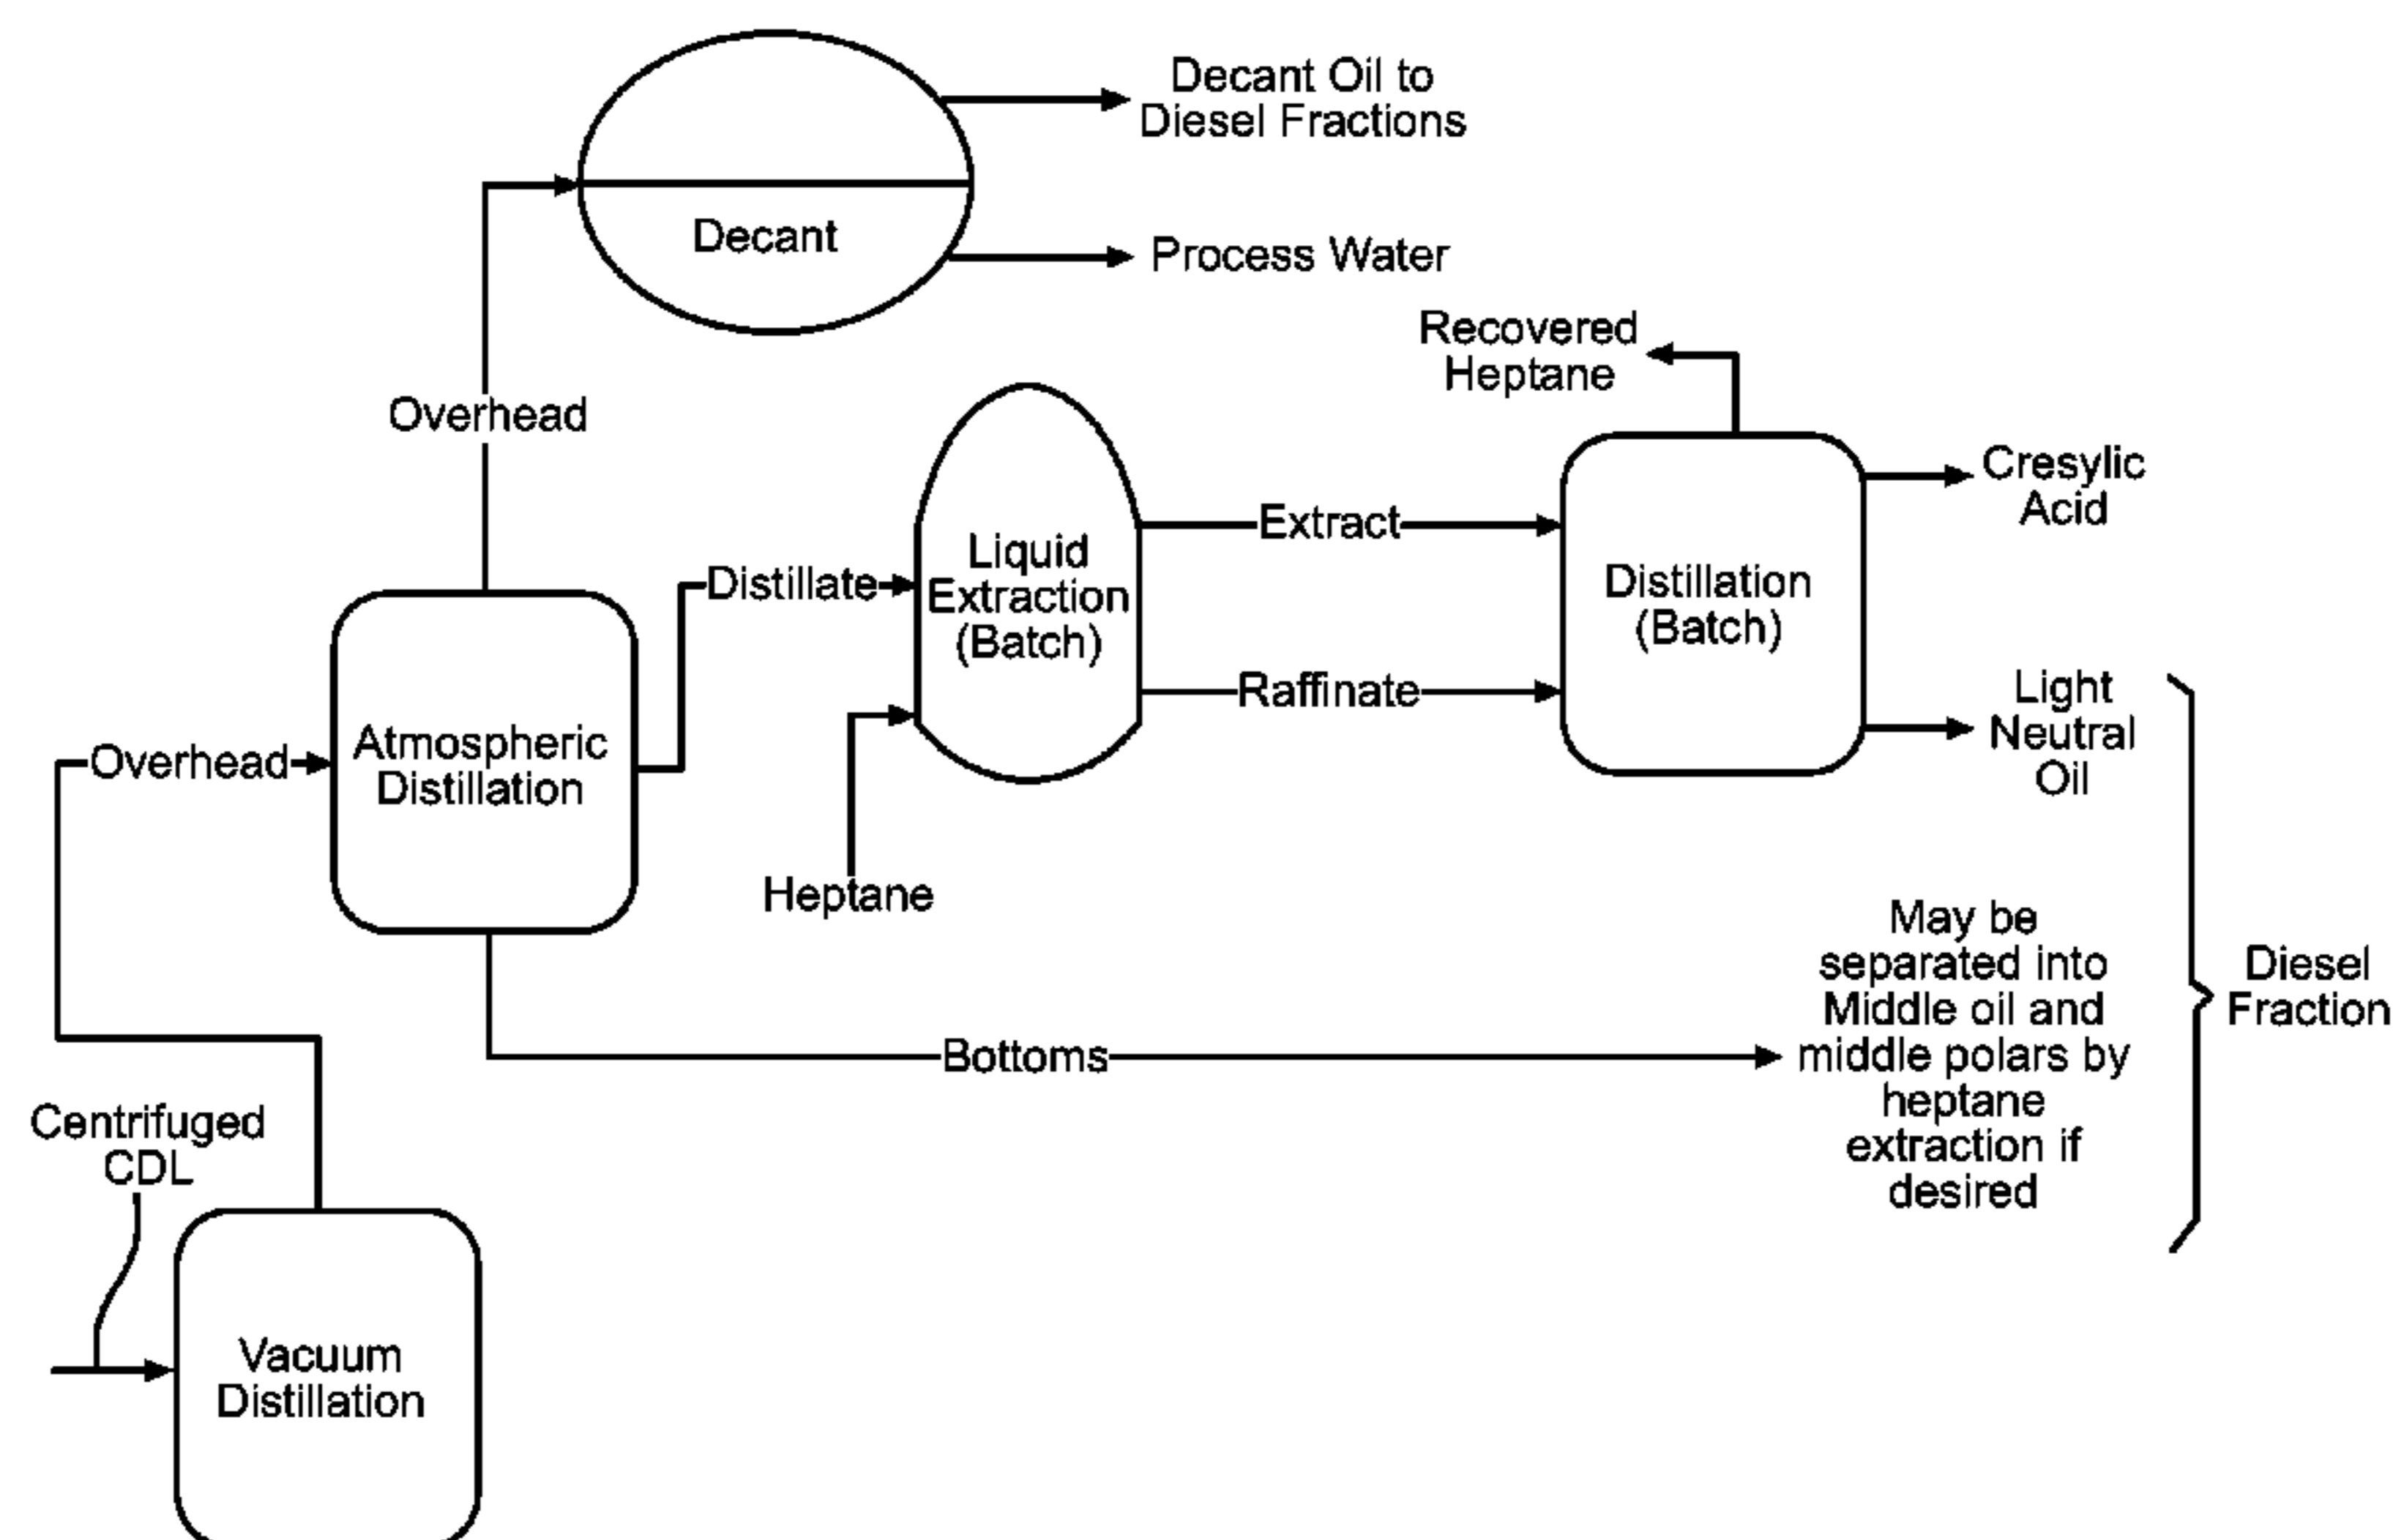 Decant Oil to
Diesel Fractions
Decant
Process Water
Recovered
Heptane
Overhead
Cresylic
Acid
Extract
Liquid
Extraction
(Batch)
Distillate
Distillation
(Batch)
Raffinate
Light
Neutral
Oil
Atmospheric
Distillation
Overhead
Heptane
May be
separated into
Middle oil and
middle polars by
heptane
extraction if
desired
Diesel
Fraction
Bottoms
Centrifuged
CDL
Vacuum
Distillation